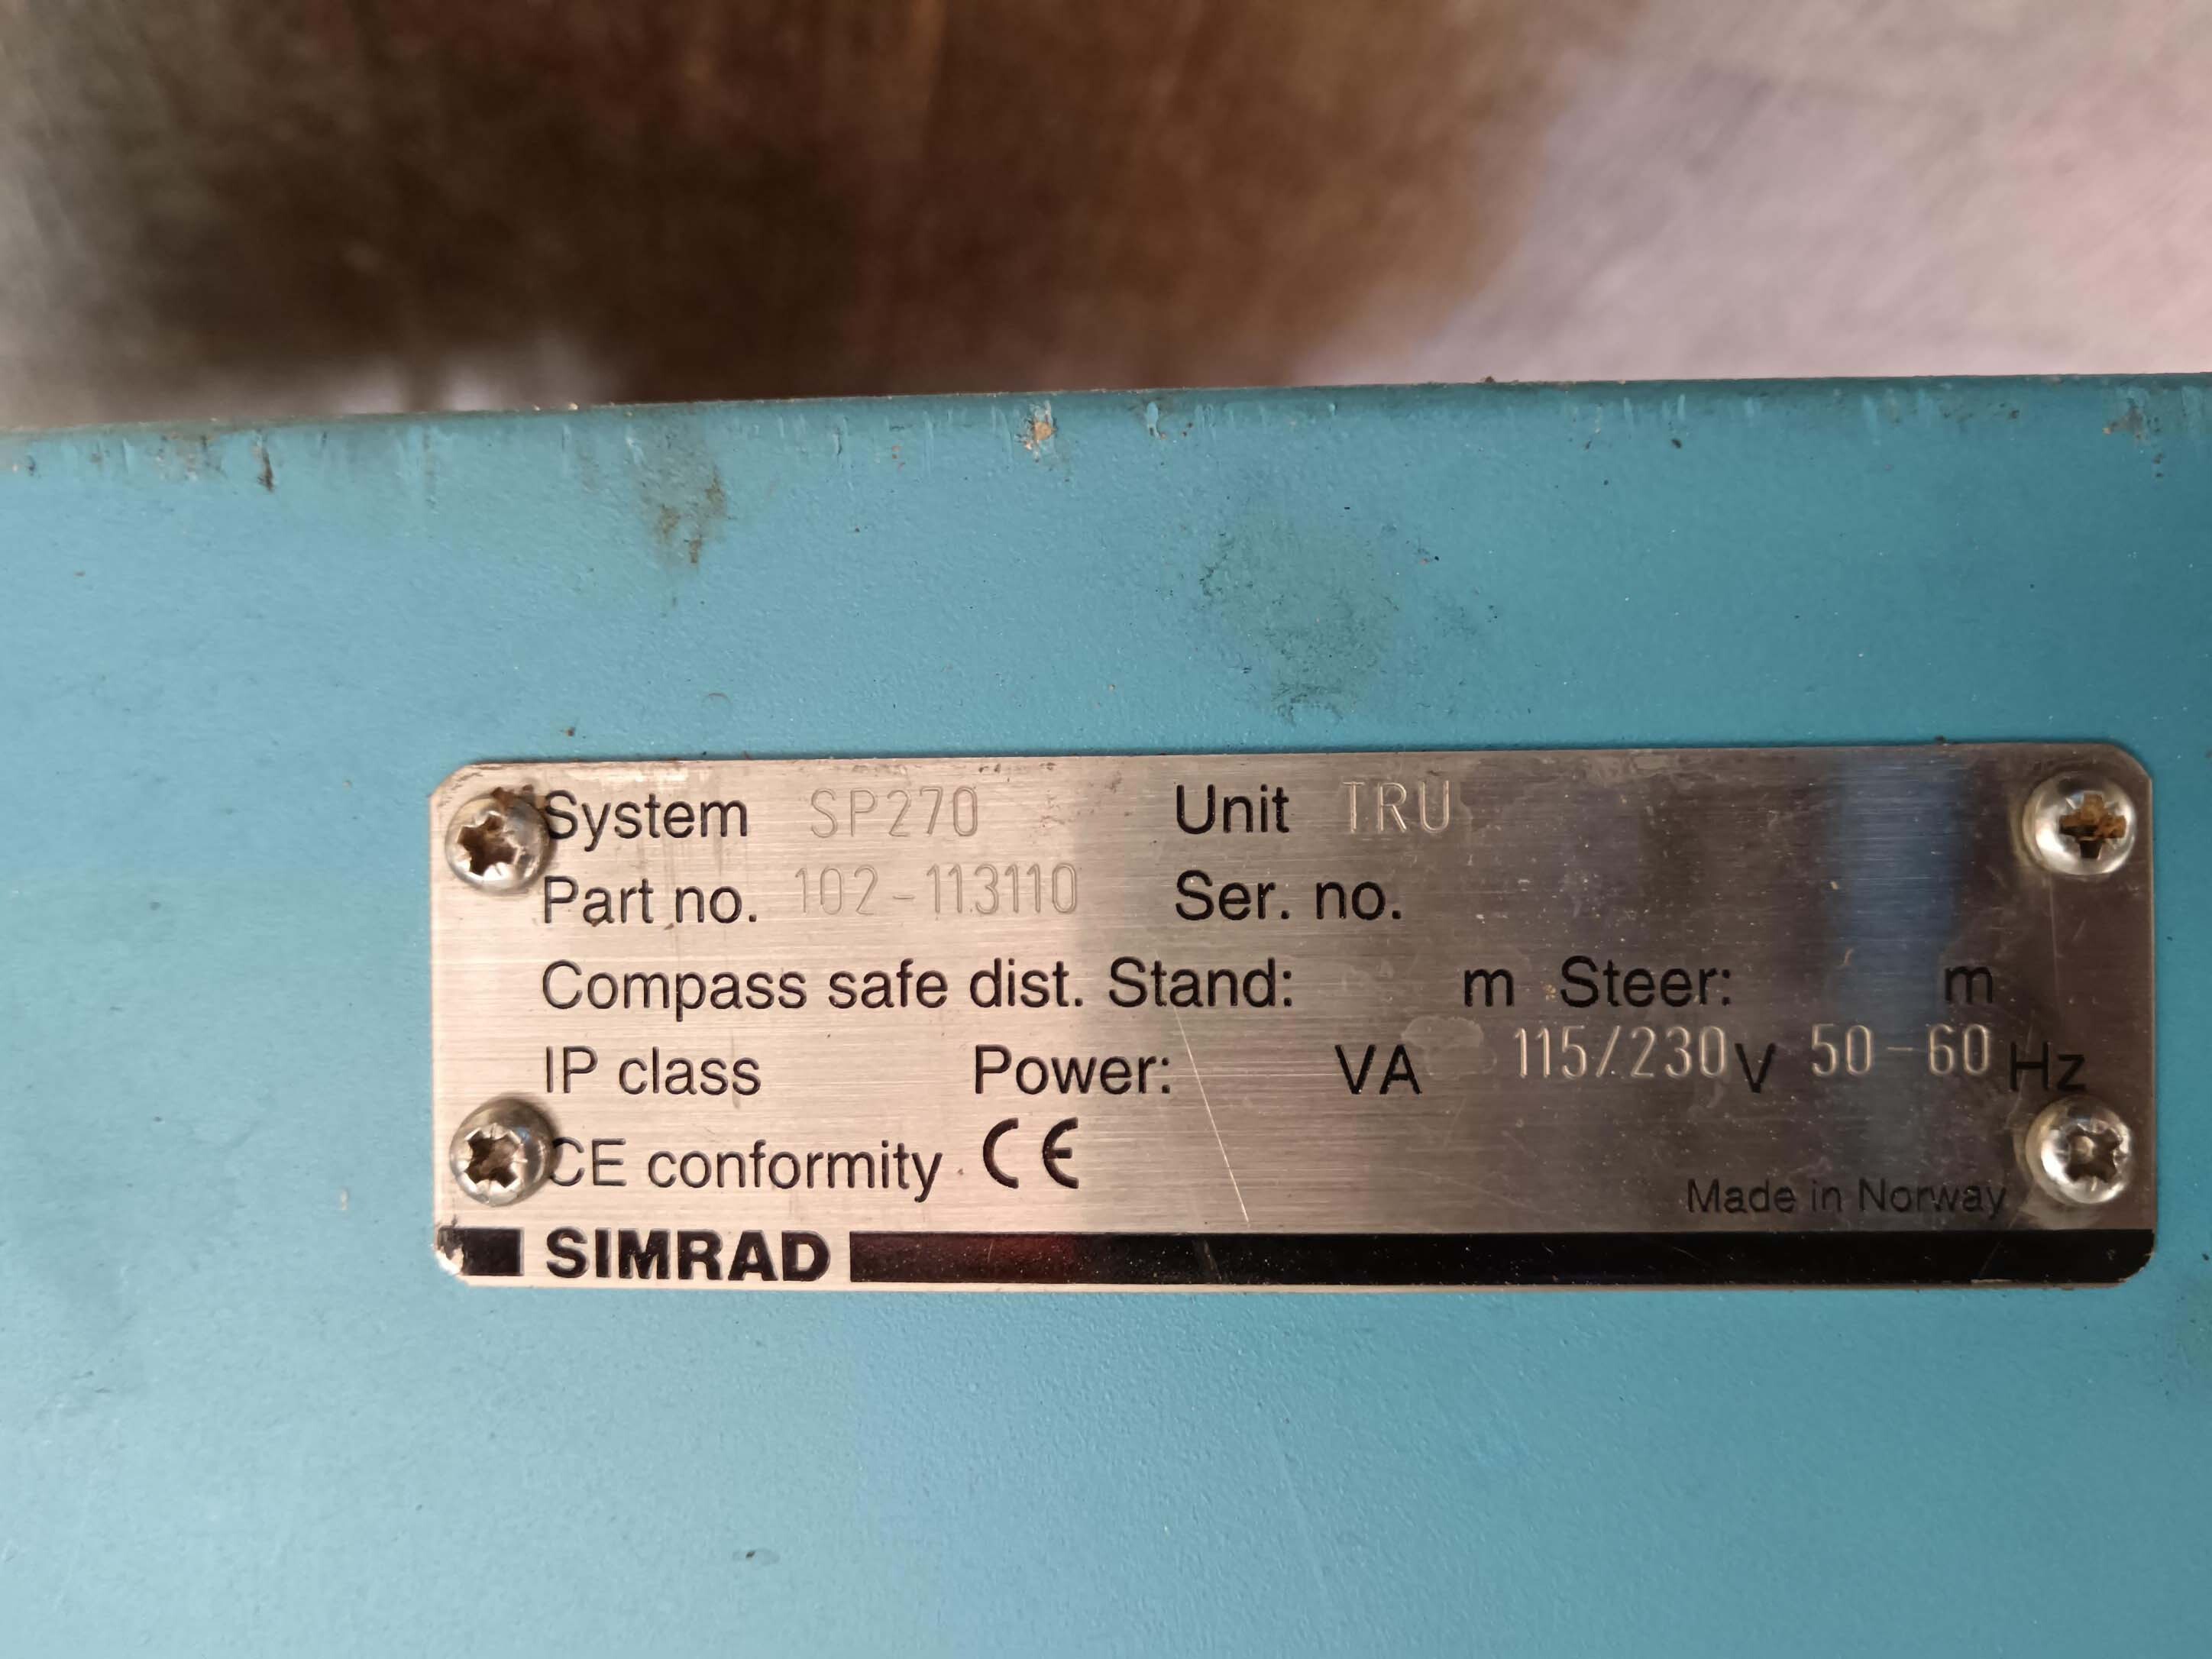 System SP270 Unit TRU
Part no. 102-113110 Ser. no.
Compass safe dist. Stand: m Steer: m
IP class Power: VA 115/230 V 50-60 Hz
CE conformity CE
Made in Norway
SIMRAD